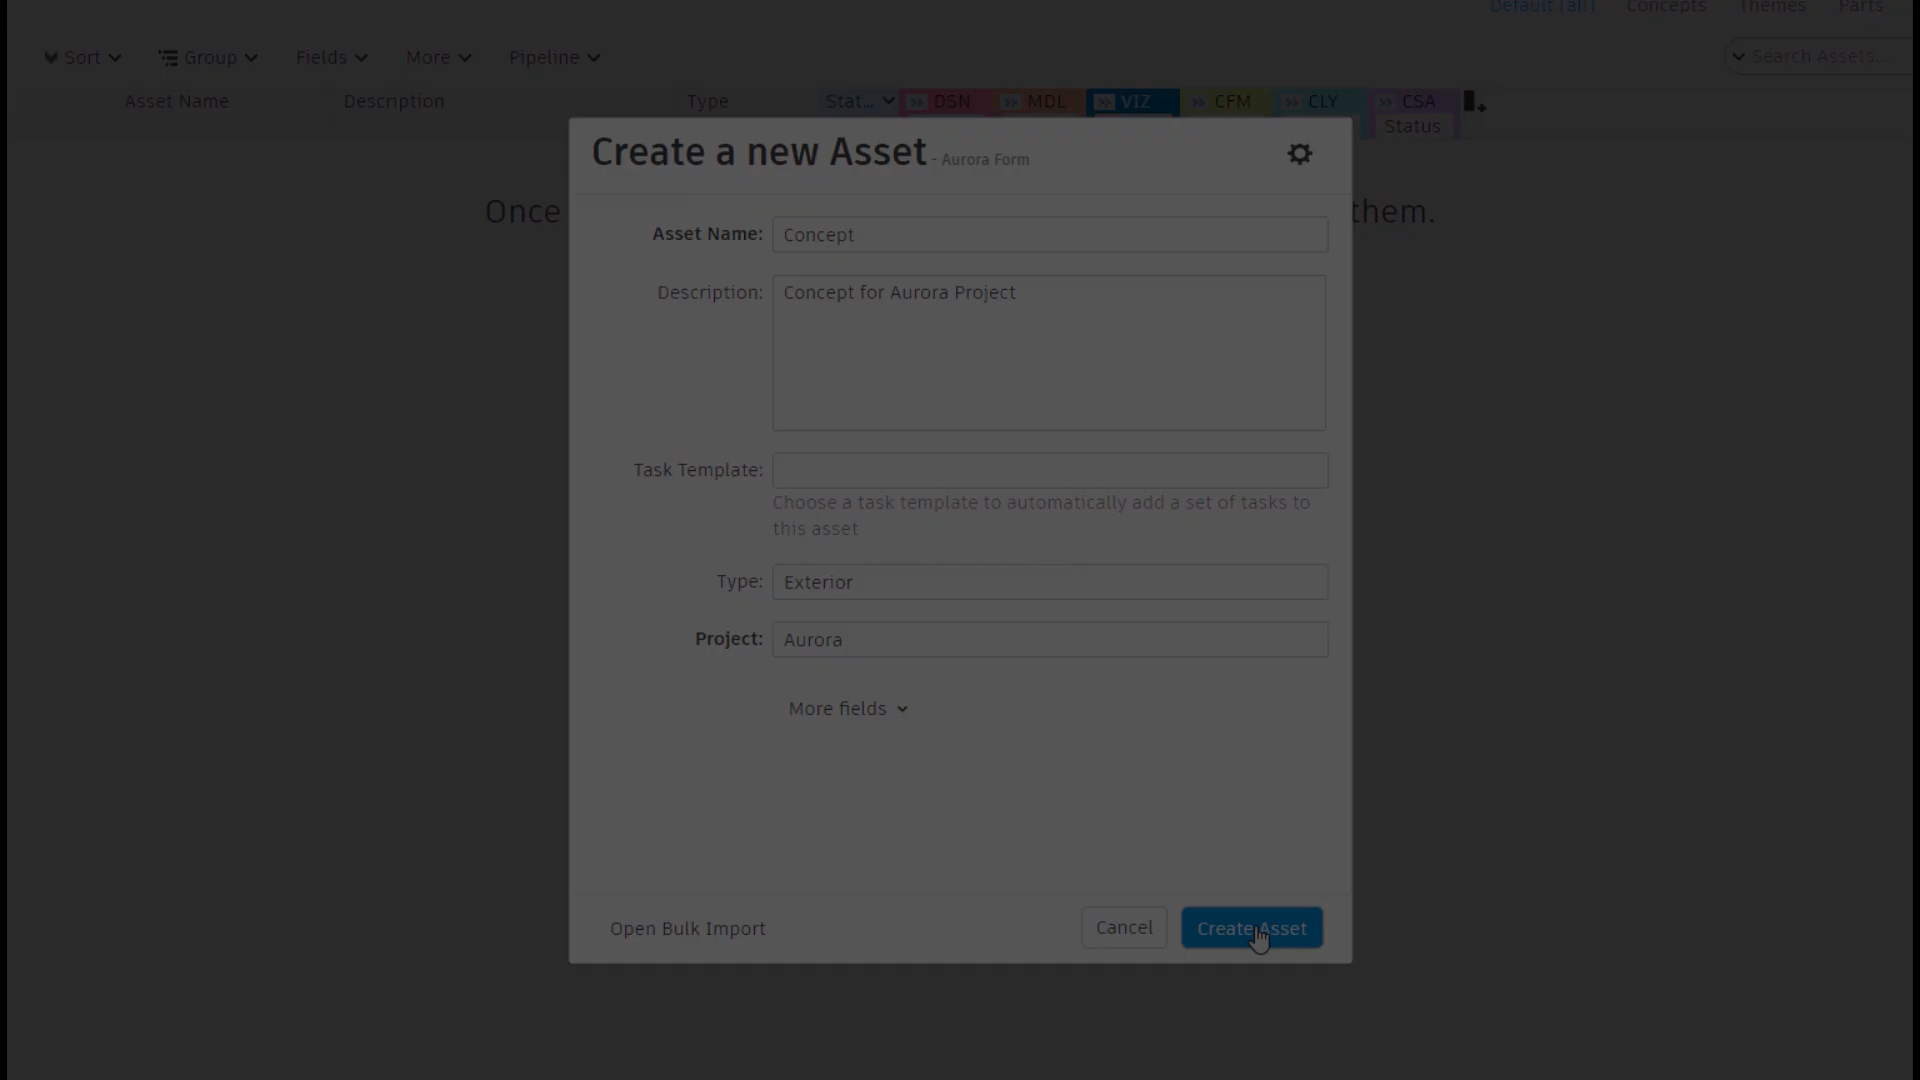 Default (all) Concepts Themes Parts
Sort Group Fields More Pipeline Search Assets...
Asset Name Description Type Stat... DSN MDL VIZ CFM CLY CSA
Status
Create a new Asset - Aurora Form
Once them.
Asset Name: Concept
Description: Concept for Aurora Project
Task Template:
Choose a task template to automatically add a set of tasks to
this asset
Type: Exterior
Project: Aurora
More fields
Open Bulk Import Cancel Create Asset